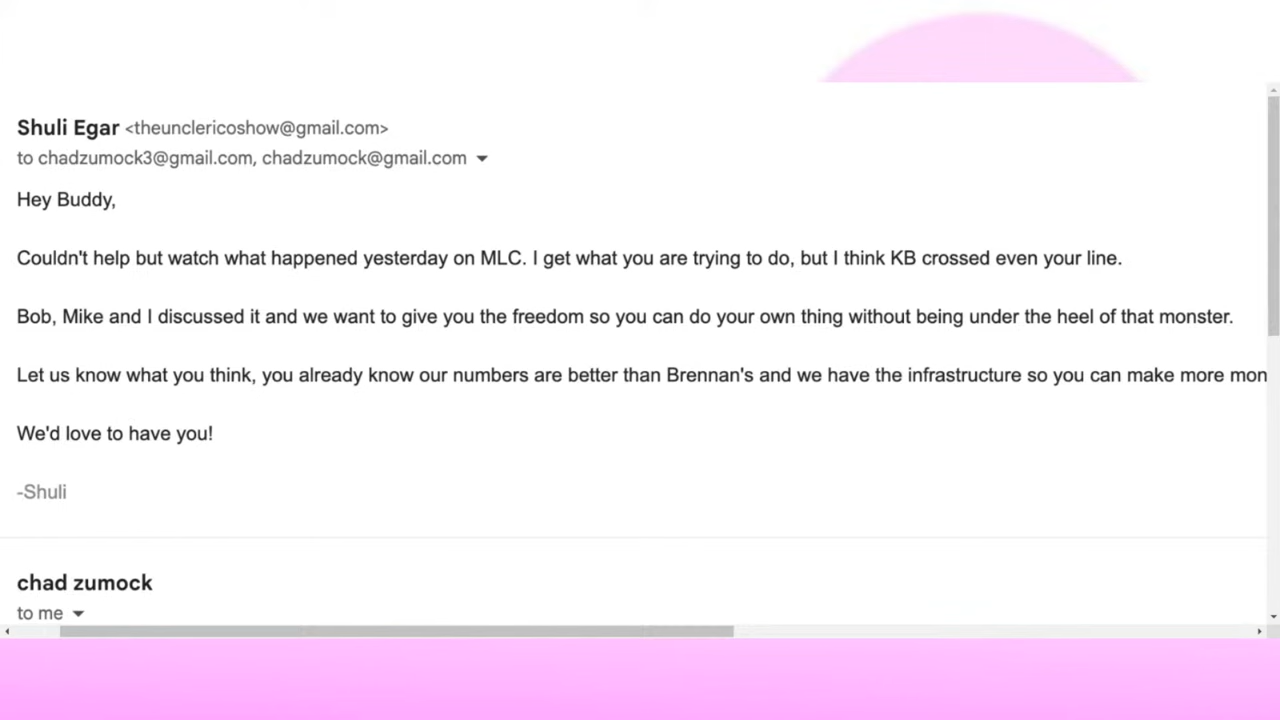 Shuli Egar <theunclericoshow@gmail.com>
to chadzumock3@gmail.com, chadzumock@gmail.com
Hey Buddy,
Couldn't help but watch what happened yesterday on MLC. I get what you are trying to do, but I think KB crossed even your line.
Bob, Mike and I discussed it and we want to give you the freedom so you can do your own thing without being under the heel of that monster.
Let us know what you think, you already know our numbers are better than Brennan's and we have the infrastructure so you can make more mon
We'd love to have you!
-Shuli
chad zumock
to me